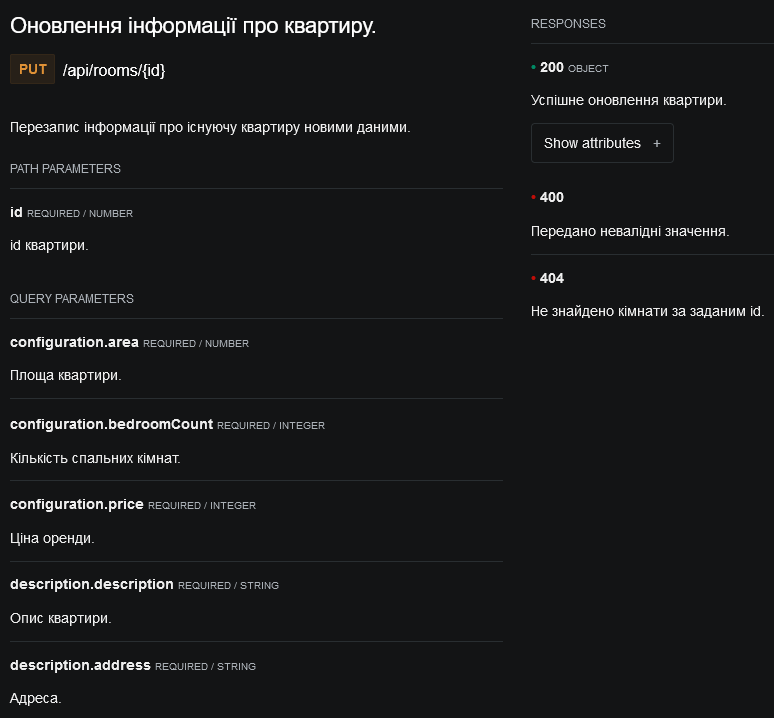 Оновлення інформації про квартиру.
PUT /api/rooms/{id}
Перезапис інформації про існуючу квартиру новими даними.
PATH PARAMETERS
id REQUIRED / NUMBER
id квартири.
QUERY PARAMETERS
configuration.area REQUIRED / NUMBER
Площа квартири.
configuration.bedroomCount REQUIRED / INTEGER
Кількість спальних кімнат.
configuration.price REQUIRED / INTEGER
Ціна оренди.
description.description REQUIRED / STRING
Опис квартири.
description.address REQUIRED / STRING
Адреса.
RESPONSES
200 OBJECT
Успішне оновлення квартири.
Show attributes +
400
Передано невалідні значення.
404
Не знайдено кімнати за заданим id.